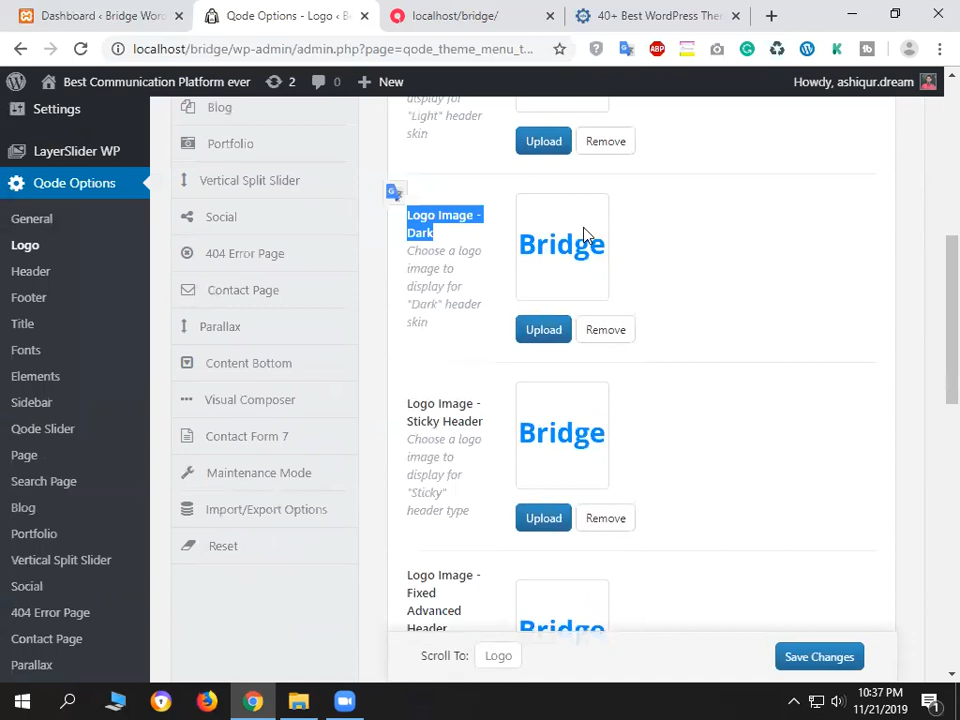 Dashboard ‹ Bridge Wor
Qode Options - Logo ‹ B
localhost/bridge/
40+ Best WordPress The
localhost/bridge/wp-admin/admin.php?page=qode_theme_menu_t...
ABP
Best Communication Platform ever
2
0
New
Howdy, ashiqur.dream
Settings
LayerSlider WP
Qode Options
General
Logo
Header
Footer
Title
Fonts
Elements
Sidebar
Qode Slider
Page
Search Page
Blog
Portfolio
Vertical Split Slider
Social
404 Error Page
Contact Page
Parallax
Blog
Portfolio
Vertical Split Slider
Social
404 Error Page
Contact Page
Parallax
Content Bottom
Visual Composer
Contact Form 7
Maintenance Mode
Import/Export Options
Reset
display for
"Light" header
skin
Upload
Remove
Logo Image -
Dark
Choose a logo
image to
display for
"Dark" header
skin
Bridge
Upload
Remove
Logo Image -
Sticky Header
Choose a logo
image to
display for
"Sticky"
header type
Bridge
Upload
Remove
Logo Image -
Fixed
Advanced
Header
Bridge
Scroll To:
Logo
Save Changes
10:37 PM
11/21/2019
1